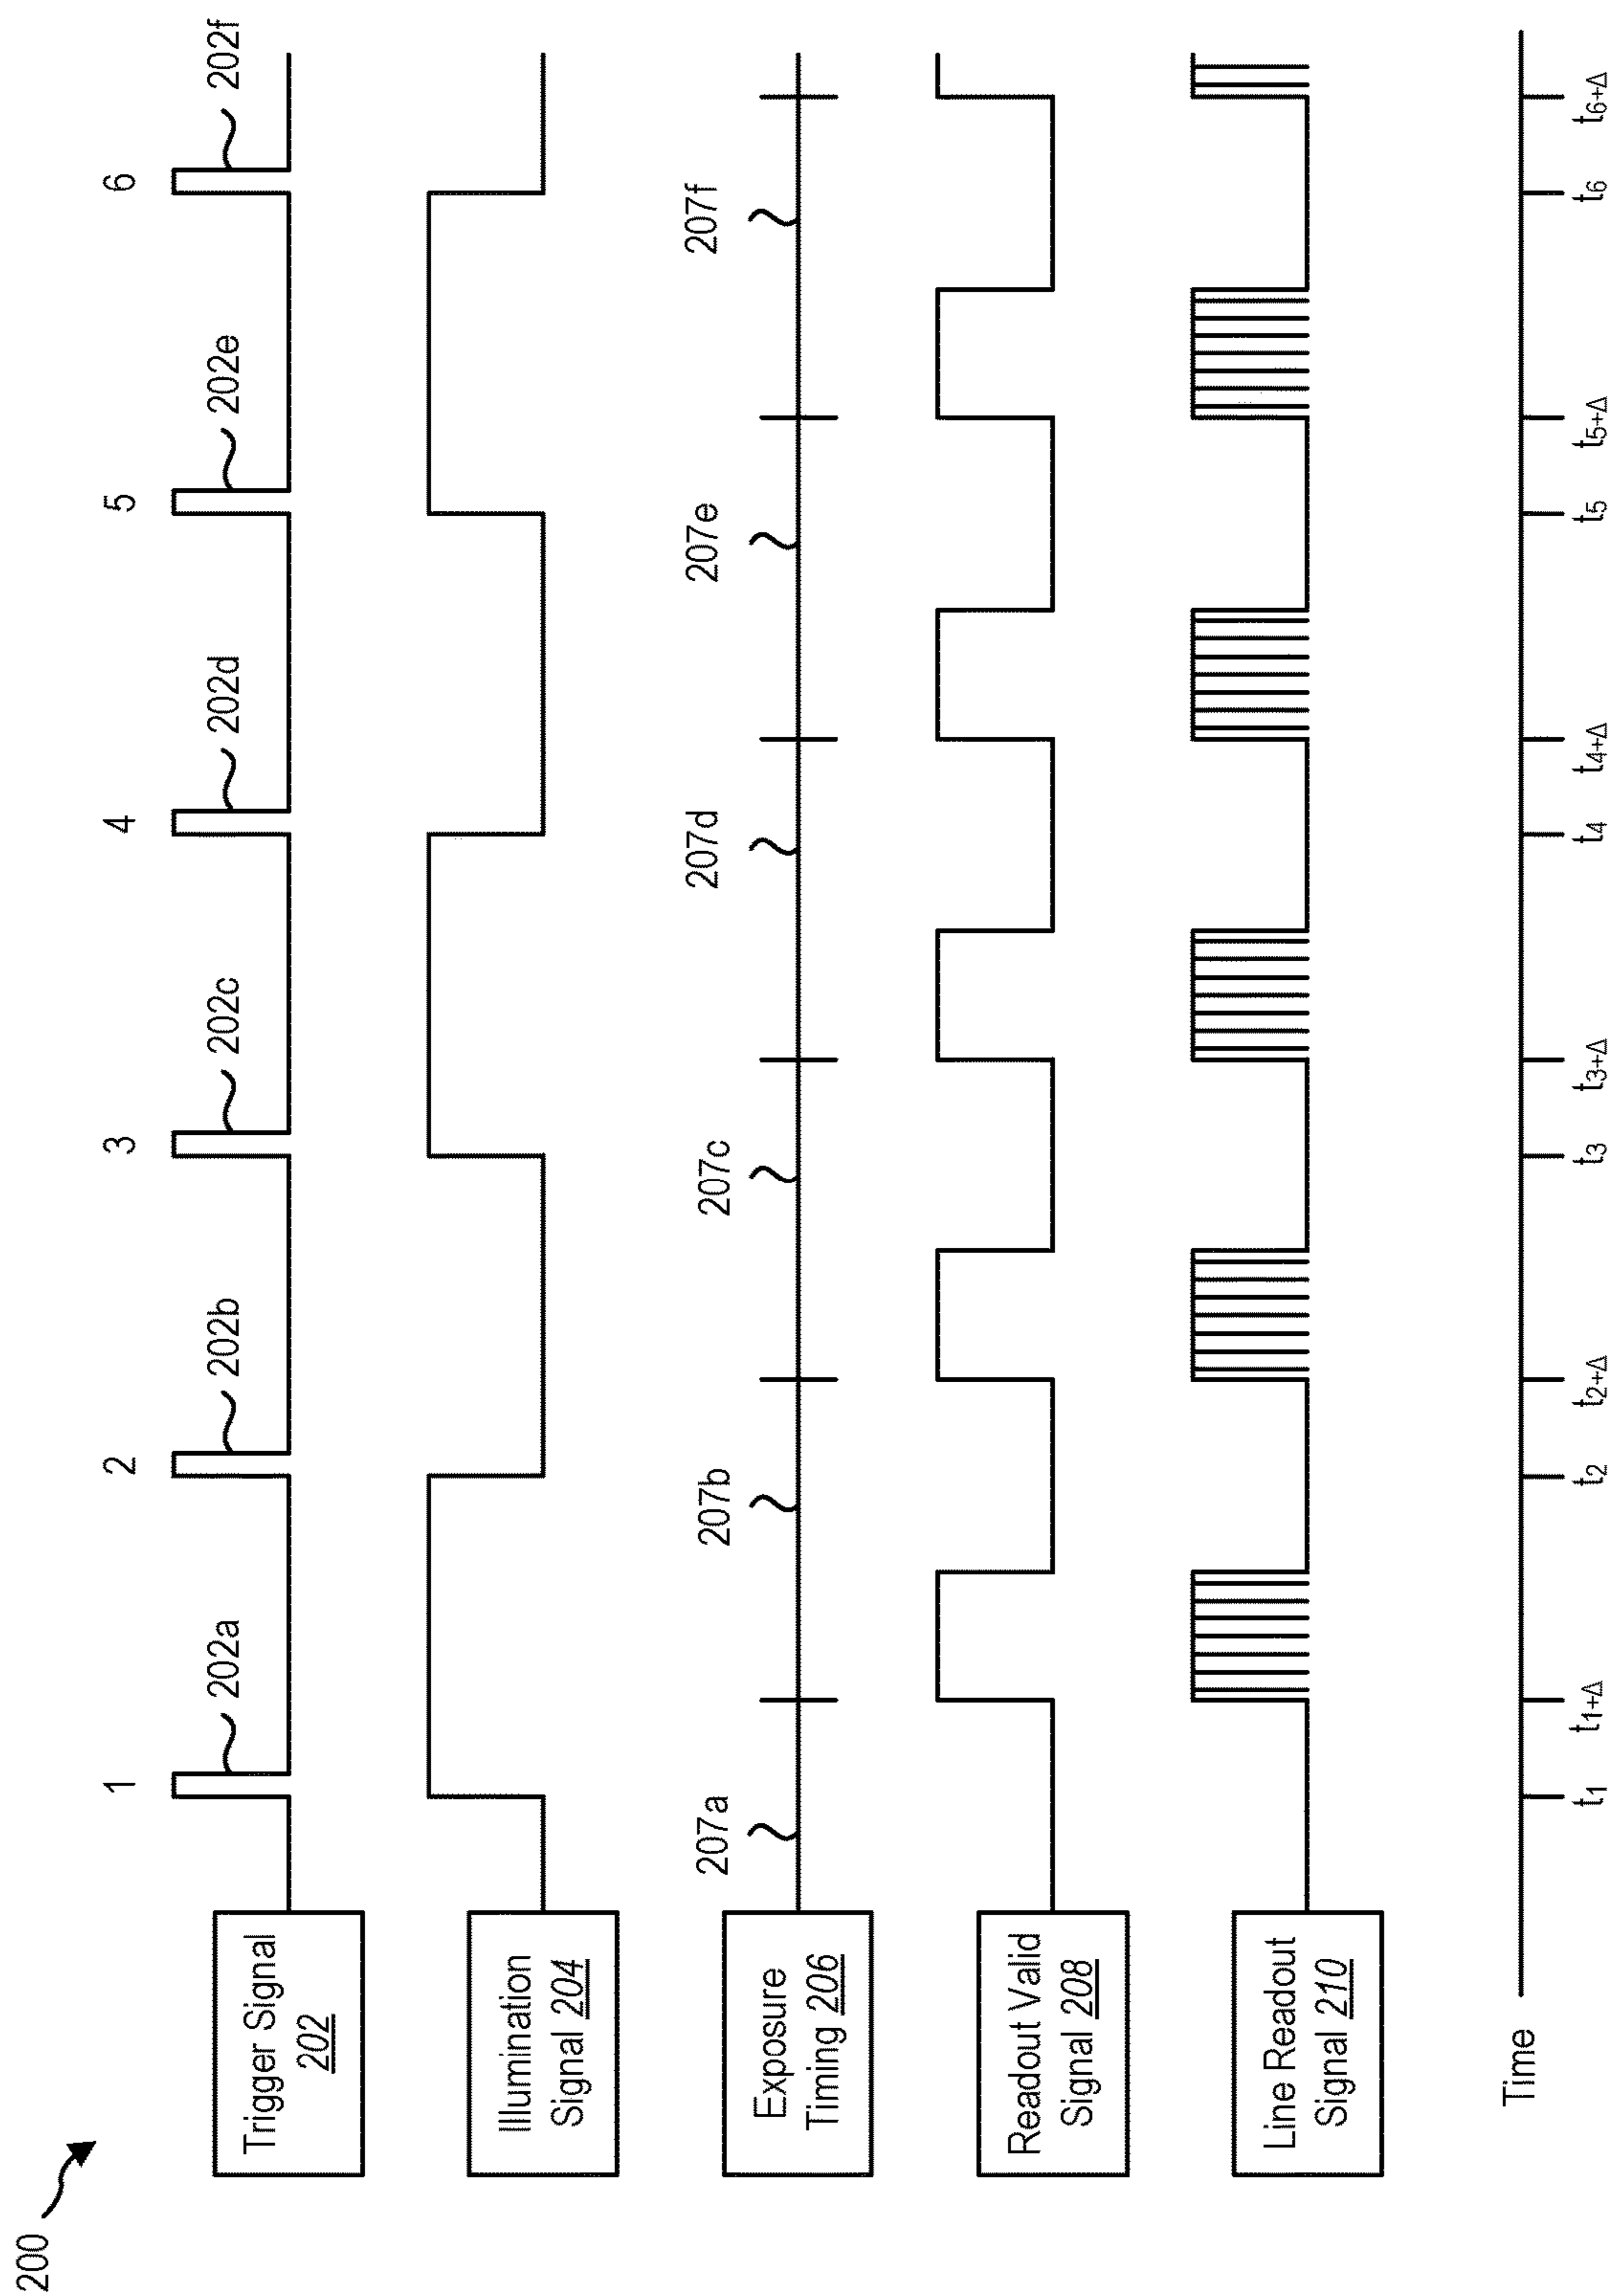 200
1 2 3 4 5 6
202a 202b 202c 202d 202e 202f
Trigger Signal
202
Illumination
Signal 204
207a 207b 207c 207d 207e 207f
Exposure
Timing 206
Readout Valid
Signal 208
Line Readout
Signal 210
Time
t1 t1+Δ t2 t2+Δ t3 t3+Δ t4 t4+Δ t5 t5+Δ t6 t6+Δ